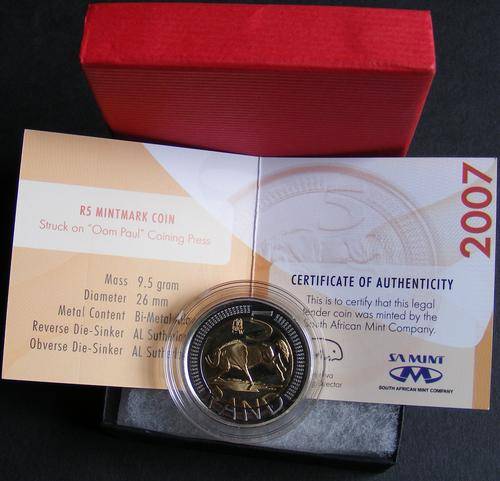 R5 MINTMARK COIN
Struck on "Oom Paul" Coining Press
Mass 9.5 gram
Diameter 26 mm
Metal Content Bi-Metal
Reverse Die-Sinker AL
Obverse Die-Sinker AL
2007
CERTIFICATE OF AUTHENTICITY
This is to certify that this legal
tender coin was minted by the
South African Mint Company.
SA MINT
SOUTH AFRICAN MINT COMPANY
5
RAND